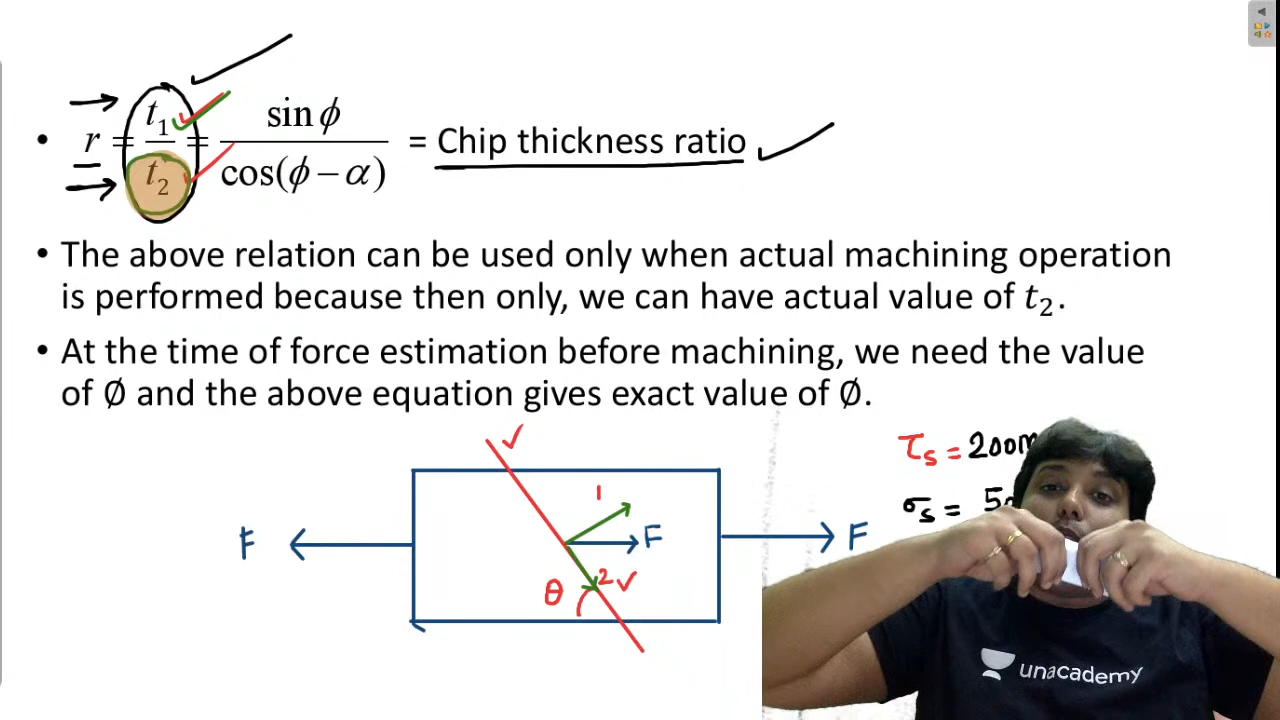 • r = t₁/t₂ = sin ϕ/cos(ϕ − α) = Chip thickness ratio
• The above relation can be used only when actual machining operation
is performed because then only, we can have actual value of t₂.
• At the time of force estimation before machining, we need the value
of Ø and the above equation gives exact value of Ø.
τs = 200
σs =
1
F
F
F
θ
2
unacademy